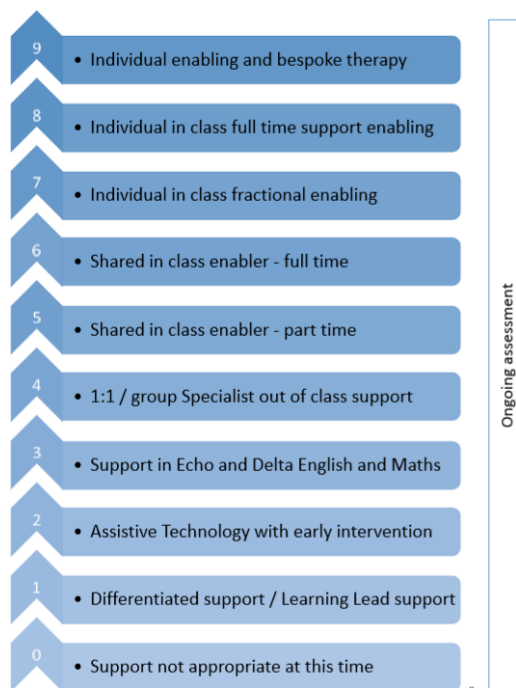 9
• Individual enabling and bespoke therapy
8
• Individual in class full time support enabling
7
• Individual in class fractional enabling
6
• Shared in class enabler - full time
5
• Shared in class enabler - part time
4
• 1:1 / group Specialist out of class support
3
• Support in Echo and Delta English and Maths
2
• Assistive Technology with early intervention
1
• Differentiated support / Learning Lead support
0
• Support not appropriate at this time
Ongoing assessment